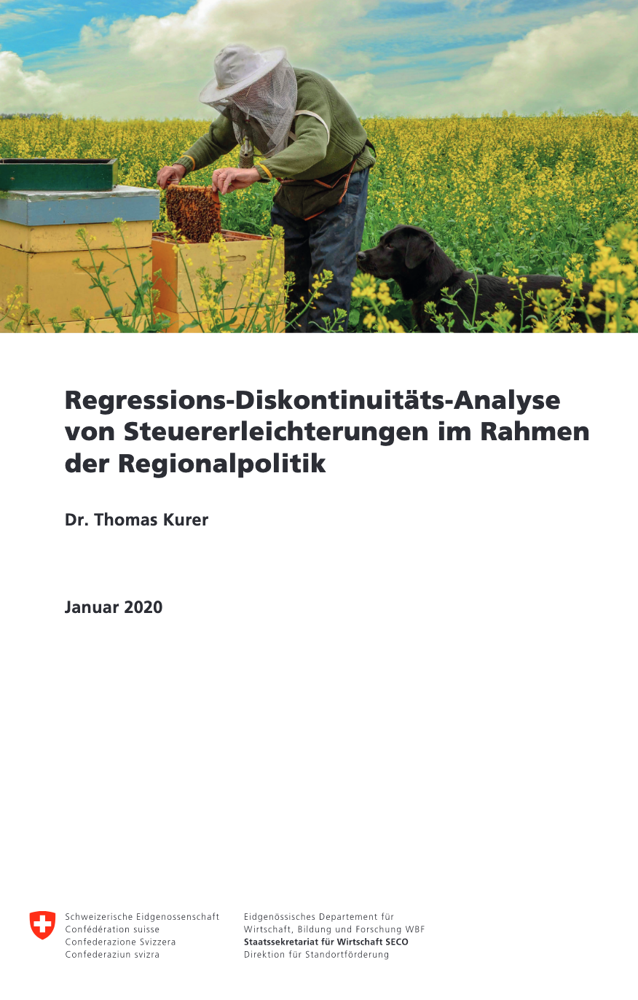 Regressions-Diskontinuitäts-Analyse
von Steuererleichterungen im Rahmen
der Regionalpolitik
Dr. Thomas Kurer
Januar 2020
Schweizerische Eidgenossenschaft
Confédération suisse
Confederazione Svizzera
Confederaziun svizra
Eidgenössisches Departement für
Wirtschaft, Bildung und Forschung WBF
Staatssekretariat für Wirtschaft SECO
Direktion für Standortförderung